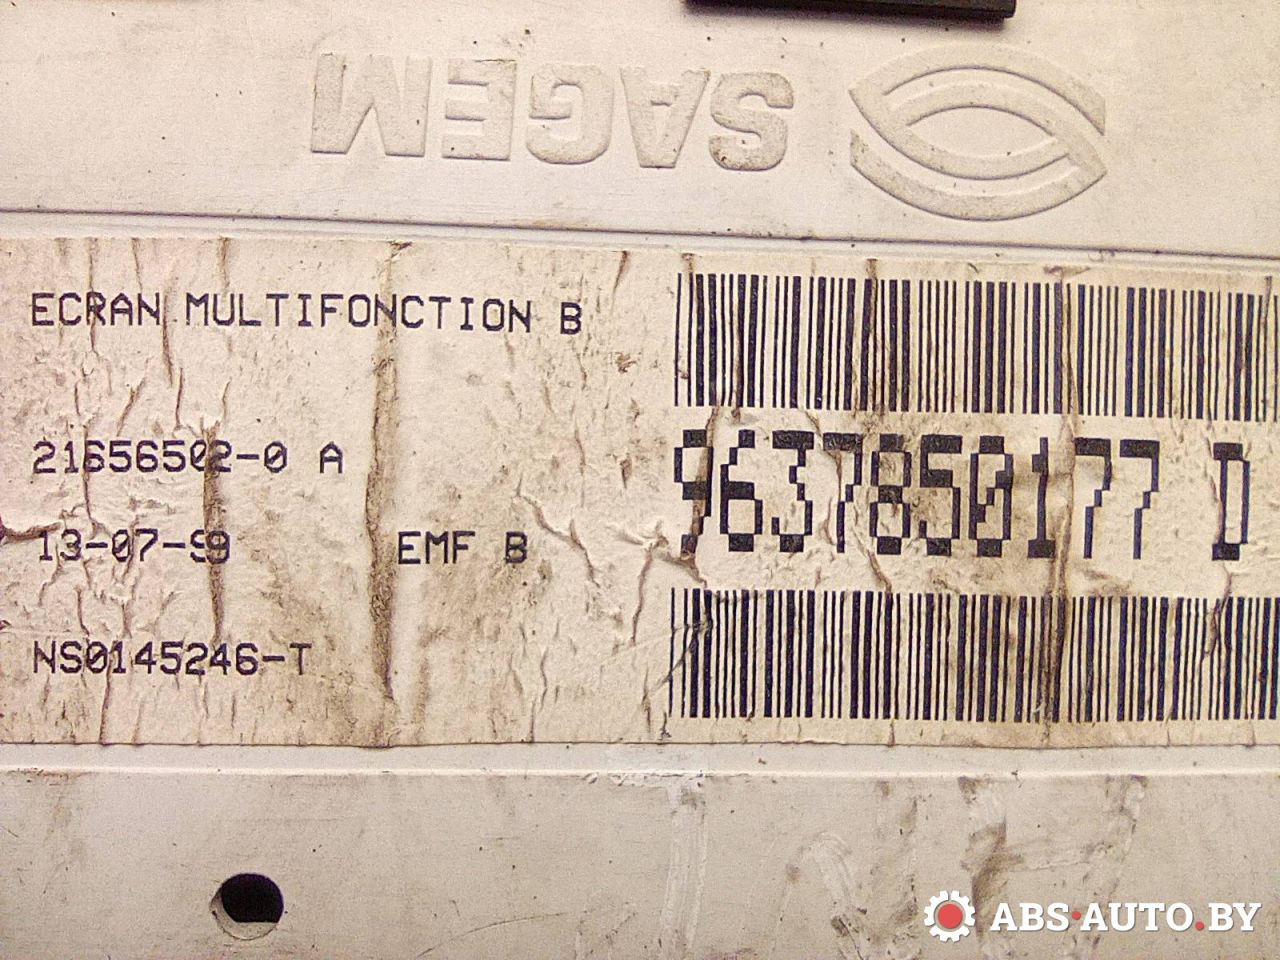 SAGEM
ECRAN MULTIFONCTION B
21656502-0 A
13-07-99 EMF B
9637850177 D
NS0145246-T
ABS·AUTO.BY